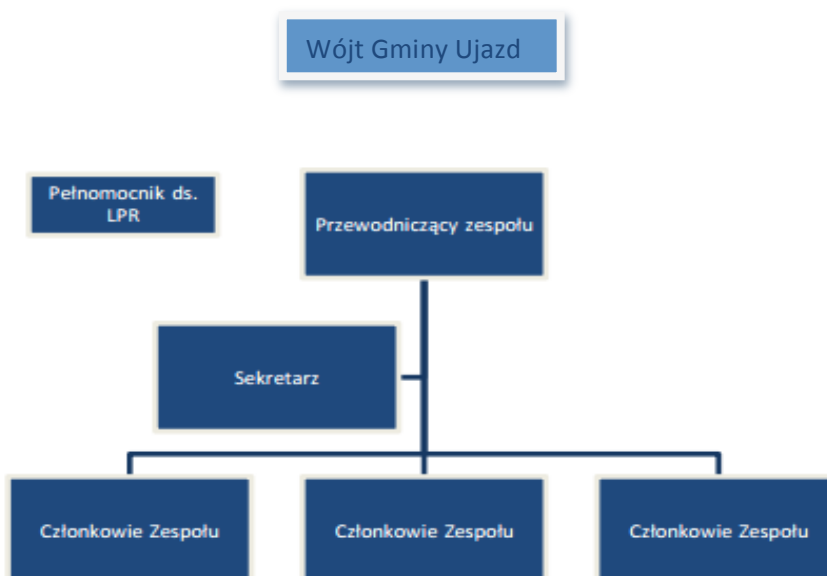 Wójt Gminy Ujazd
Pełnomocnik ds.
LPR
Przewodniczący zespołu
Sekretarz
Członkowie Zespołu
Członkowie Zespołu
Członkowie Zespołu